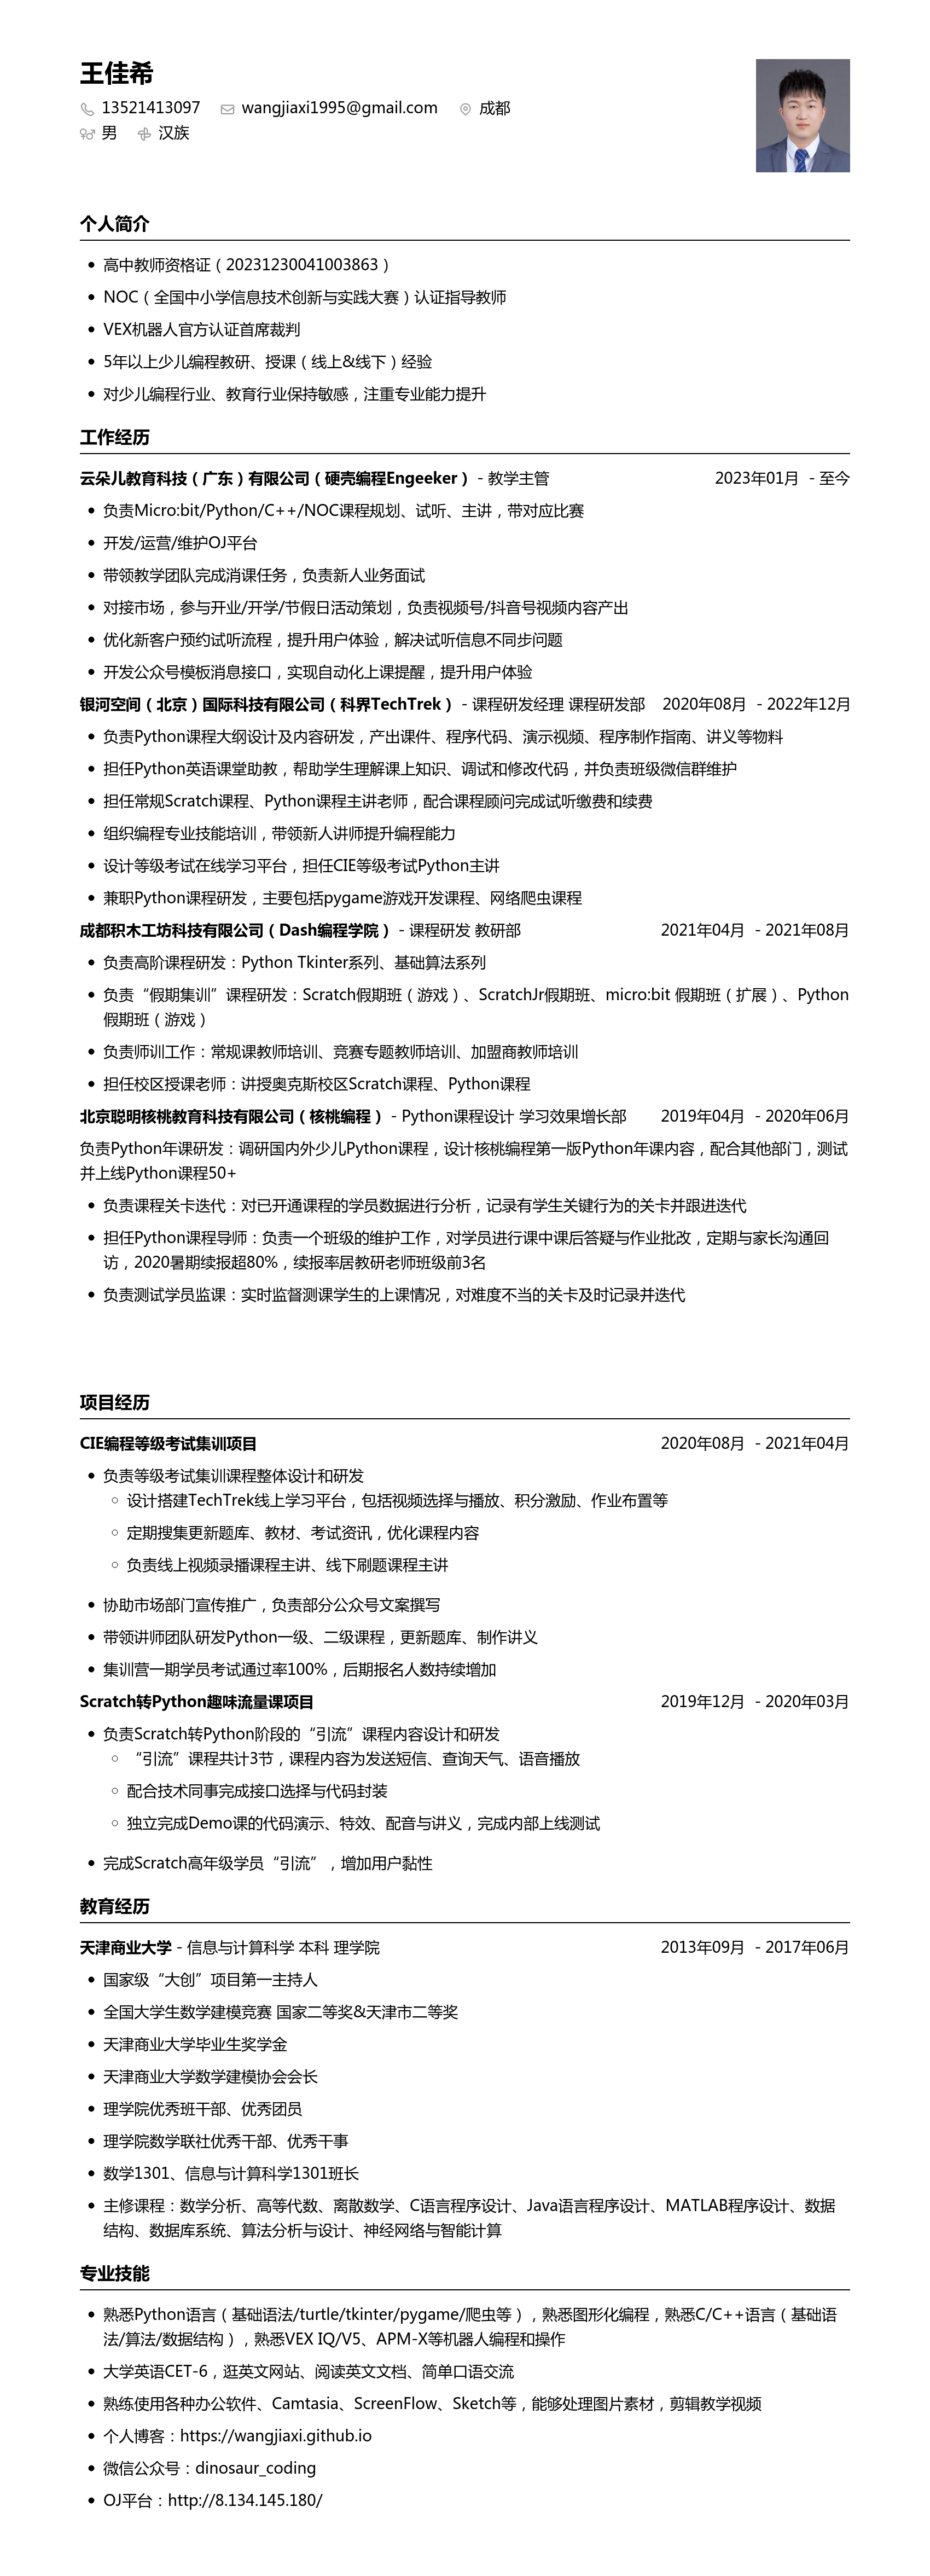 王佳希
13521413097 wangjiaxi1995@gmail.com 成都
男 汉族
个人简介
高中教师资格证（20231230041003863）
NOC（全国中小学信息技术创新与实践大赛）认证指导教师
VEX机器人官方认证首席裁判
5年以上少儿编程教研、授课（线上&线下）经验
对少儿编程行业、教育行业保持敏感，注重专业能力提升
工作经历
云朵儿教育科技（广东）有限公司（硬壳编程Engeeker） - 教学主管 2023年01月 - 至今
负责Micro:bit/Python/C++/NOC课程规划、试听、主讲，带对应比赛
开发/运营/维护OJ平台
带领教学团队完成消课任务，负责新人业务面试
对接市场，参与开业/开学/节假日活动策划，负责视频号/抖音号视频内容产出
优化新客户预约试听流程，提升用户体验，解决试听信息不同步问题
开发公众号模板消息接口，实现自动化上课提醒，提升用户体验
银河空间（北京）国际科技有限公司（科界TechTrek） - 课程研发经理 课程研发部 2020年08月 - 2022年12月
负责Python课程大纲设计及内容研发，产出课件、程序代码、演示视频、程序制作指南、讲义等物料
担任Python英语课堂助教，帮助学生理解课上知识、调试和修改代码，并负责班级微信群维护
担任常规Scratch课程、Python课程主讲老师，配合课程顾问完成试听缴费和续费
组织编程专业技能培训，带领新人讲师提升编程能力
设计等级考试在线学习平台，担任CIE等级考试Python主讲
兼职Python课程研发，主要包括pygame游戏开发课程、网络爬虫课程
成都积木工坊科技有限公司（Dash编程学院） - 课程研发 教研部 2021年04月 - 2021年08月
负责高阶课程研发：Python Tkinter系列、基础算法系列
负责“假期集训”课程研发：Scratch假期班（游戏）、ScratchJr假期班、micro:bit 假期班（扩展）、Python
假期班（游戏）
负责师训工作：常规课教师培训、竞赛专题教师培训、加盟商教师培训
担任校区授课老师：讲授奥克斯校区Scratch课程、Python课程
北京聪明核桃教育科技有限公司（核桃编程） - Python课程设计 学习效果增长部 2019年04月 - 2020年06月
负责Python年课研发：调研国内外少儿Python课程，设计核桃编程第一版Python年课内容，配合其他部门，测试
并上线Python课程50+
负责课程关卡迭代：对已开通课程的学员数据进行分析，记录有学生关键行为的关卡并跟进迭代
担任Python课程导师：负责一个班级的维护工作，对学员进行课中课后答疑与作业批改，定期与家长沟通回
访，2020暑期续报超80%，续报率居教研老师班级前3名
负责测试学员监课：实时监督测课学生的上课情况，对难度不当的关卡及时记录并迭代
项目经历
CIE编程等级考试集训项目 2020年08月 - 2021年04月
负责等级考试集训课程整体设计和研发
设计搭建TechTrek线上学习平台，包括视频选择与播放、积分激励、作业布置等
定期搜集更新题库、教材、考试资讯，优化课程内容
负责线上视频录播课程主讲、线下刷题课程主讲
协助市场部门宣传推广，负责部分公众号文案撰写
带领讲师团队研发Python一级、二级课程，更新题库、制作讲义
集训营一期学员考试通过率100%，后期报名人数持续增加
Scratch转Python趣味流量课项目 2019年12月 - 2020年03月
负责Scratch转Python阶段的“引流”课程内容设计和研发
“引流”课程共计3节，课程内容为发送短信、查询天气、语音播放
配合技术同事完成接口选择与代码封装
独立完成Demo课的代码演示、特效、配音与讲义，完成内部上线测试
完成Scratch高年级学员“引流”，增加用户黏性
教育经历
天津商业大学 - 信息与计算科学 本科 理学院 2013年09月 - 2017年06月
国家级“大创”项目第一主持人
全国大学生数学建模竞赛 国家二等奖&天津市二等奖
天津商业大学毕业生奖学金
天津商业大学数学建模协会会长
理学院优秀班干部、优秀团员
理学院数学联社优秀干部、优秀干事
数学1301、信息与计算科学1301班长
主修课程：数学分析、高等代数、离散数学、C语言程序设计、Java语言程序设计、MATLAB程序设计、数据
结构、数据库系统、算法分析与设计、神经网络与智能计算
专业技能
熟悉Python语言（基础语法/turtle/tkinter/pygame/爬虫等），熟悉图形化编程，熟悉C/C++语言（基础语
法/算法/数据结构），熟悉VEX IQ/V5、APM-X等机器人编程和操作
大学英语CET-6，逛英文网站、阅读英文文档、简单口语交流
熟练使用各种办公软件、Camtasia、ScreenFlow、Sketch等，能够处理图片素材，剪辑教学视频
个人博客：https://wangjiaxi.github.io
微信公众号：dinosaur_coding
OJ平台：http://8.134.145.180/